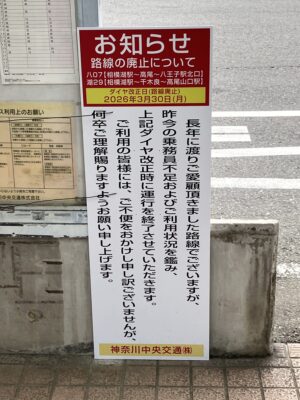 お知らせ
路線の廃止について
八07【相模湖駅～高尾～八王子駅北口】
湖29【相模湖駅～千木良～高尾山口駅】
ダイヤ改正日(路線廃止)
2026年3月30日(月)
長年に渡りご愛顧頂きました路線でございますが、
昨今の乗務員不足およびご利用状況を鑑み、
上記ダイヤ改正時に運行を終了させていただきます。
ご利用の皆様には、ご不便をおかけし申し訳ございませんが、
何卒ご理解賜りますようお願い申し上げます。
神奈川中央交通㈱
ス利用上のお願い